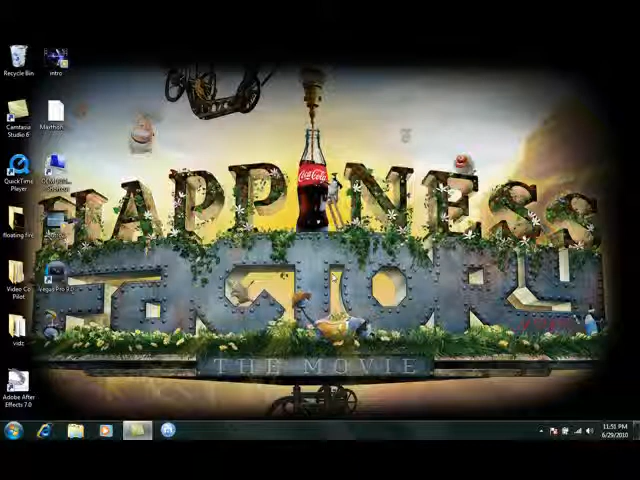 Recycle Bin
intro
Camtasia
Studio 6
QuickTime
Player
floating fire
Video Co
Pilot
Vegas Pro 9.0
vidz
Adobe After
Effects 7.0
HAPPINESS
Coca-Cola
FACTORY
THE MOVIE
11:51 PM
6/29/2010